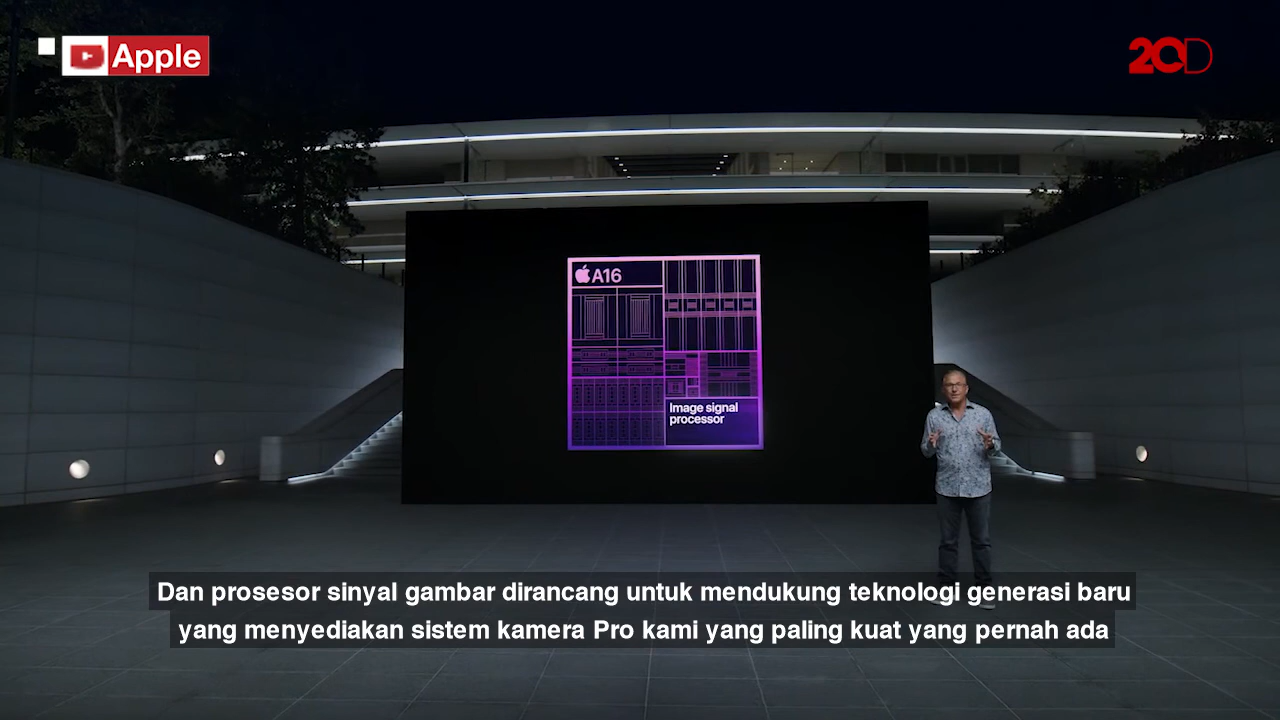 Apple
20D
A16
Image signal
processor
Dan prosesor sinyal gambar dirancang untuk mendukung teknologi generasi baru
yang menyediakan sistem kamera Pro kami yang paling kuat yang pernah ada